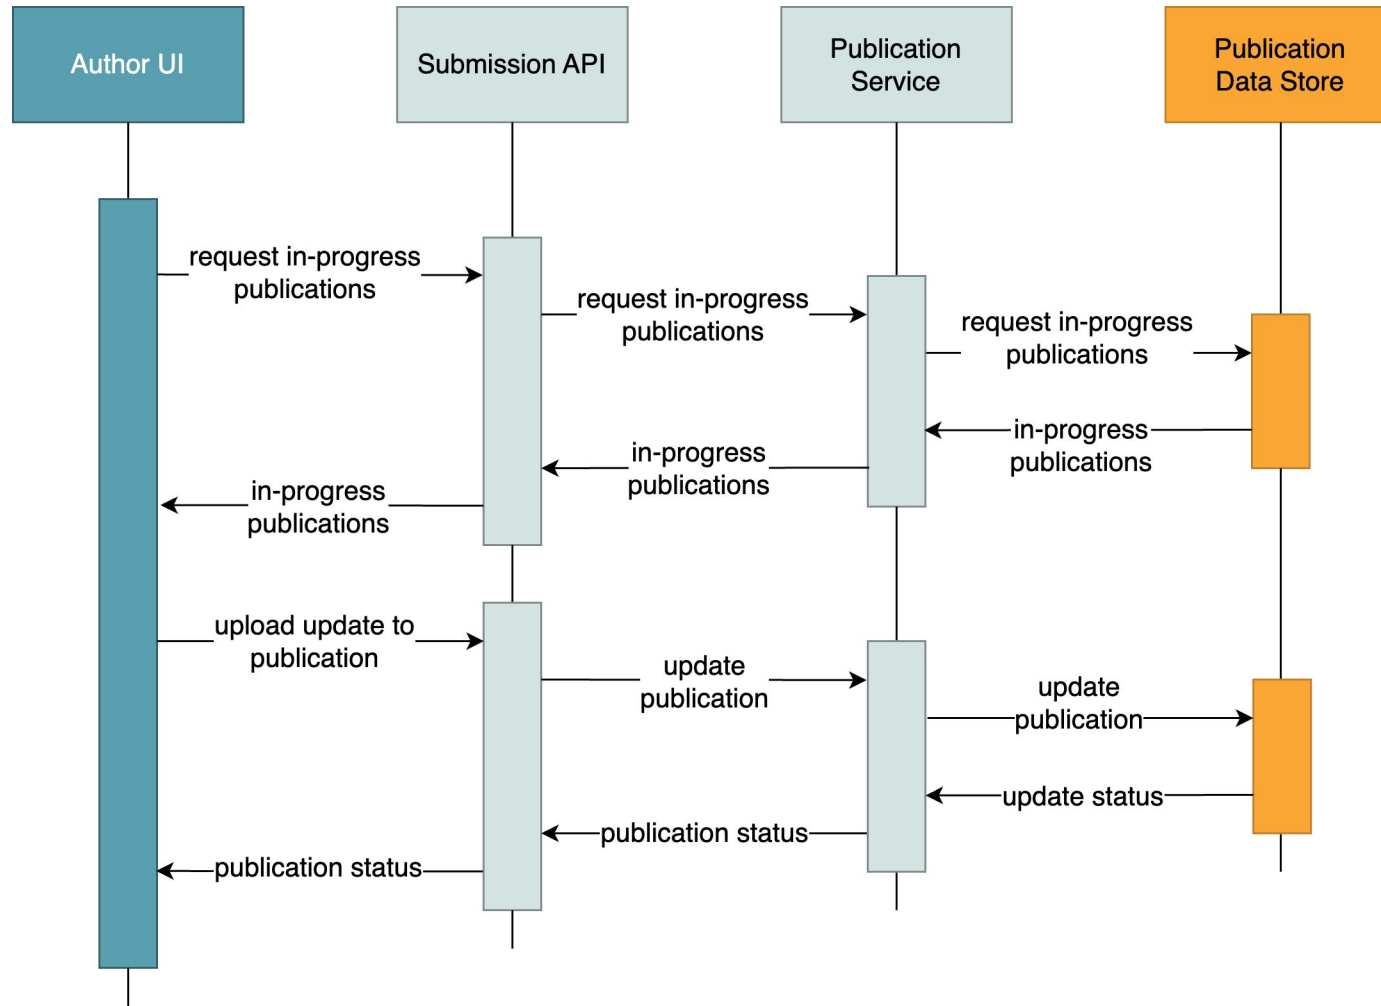 Author UI
Submission API
Publication
Service
Publication
Data Store
request in-progress
publications
request in-progress
publications
request in-progress
publications
in-progress
publications
in-progress
publications
in-progress
publications
upload update to
publication
update
publication
update
publication
update status
publication status
publication status